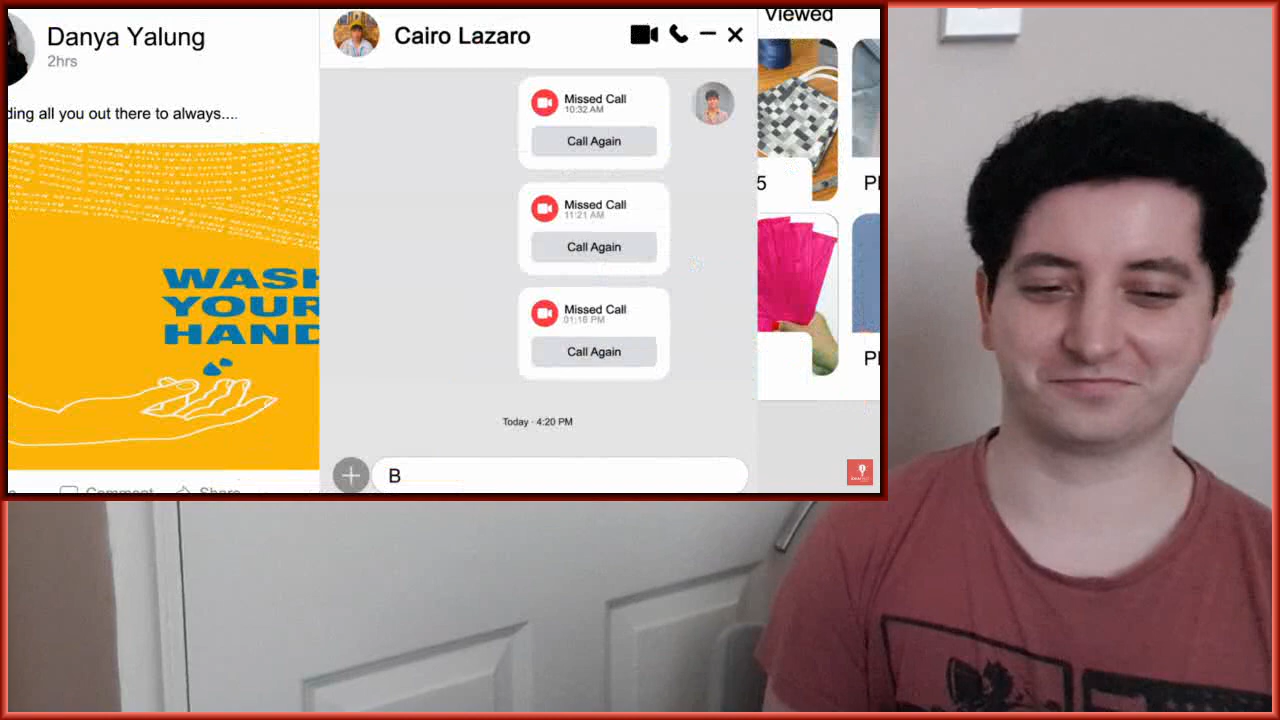 Danya Yalung
2hrs
ding all you out there to always....
WASH
YOUR
HAND
Comment
Share
Cairo Lazaro
Missed Call
10:32 AM
Call Again
Missed Call
11:21 AM
Call Again
Missed Call
01:16 PM
Call Again
Today · 4:20 PM
B
Viewed
5